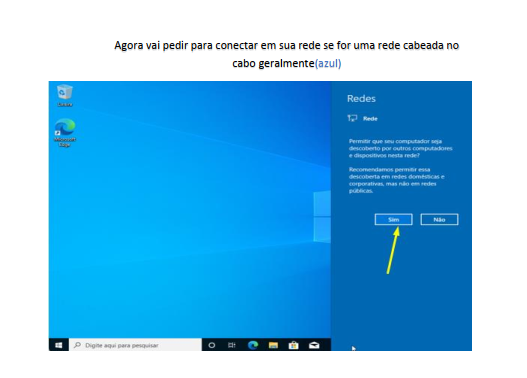 Agora vai pedir para conectar em sua rede se for uma rede cabeada no
cabo geralmente(azul)
Redes
Rede
Permitir que seu computador seja
descoberto por outros computadores
e dispositivos nesta rede?
Recomendamos permitir essa
descoberta em redes domésticas e
corporativas, mas não em redes
públicas.
Sim
Não
Microsoft
Edge
Digite aqui para pesquisar